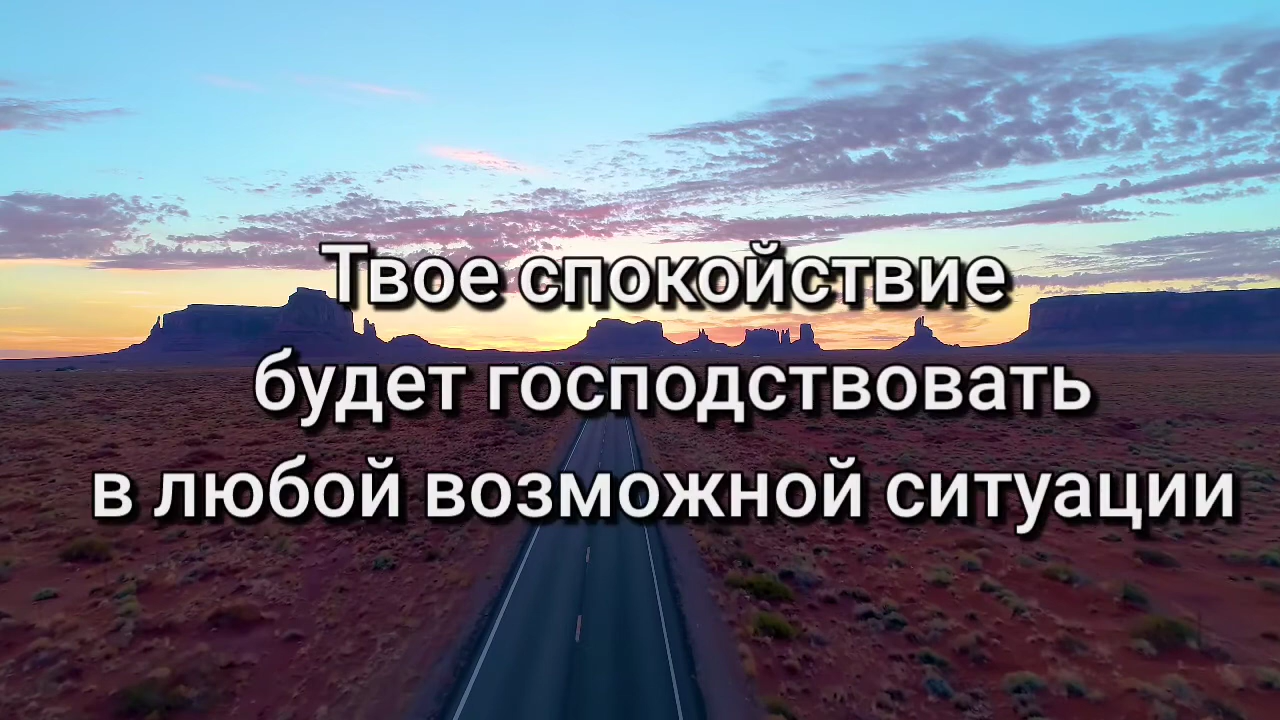 Твое спокойствие
будет господствовать
в любой возможной ситуации